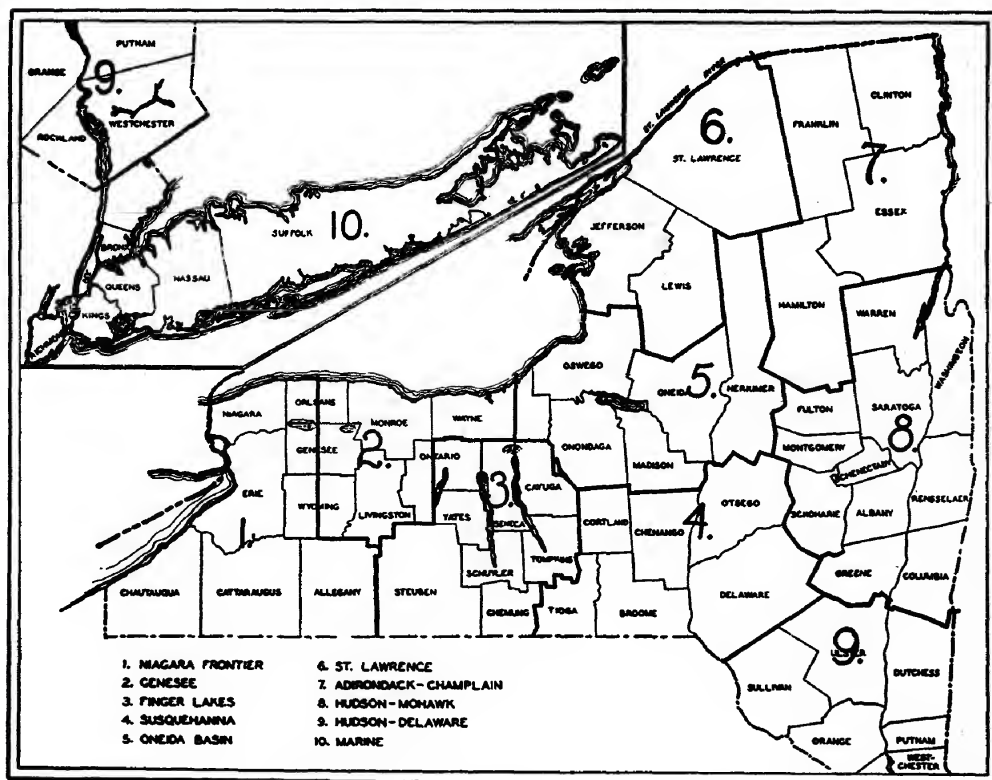 PUTNAM
ORANGE
9.
WESTCHESTER
ROCKLAND
BRONX
QUEENS
NASSAU
KINGS
RICHMOND
SUFFOLK
10.
ST. LAWRENCE RIVER
6.
ST. LAWRENCE
FRANKLIN
CLINTON
7.
ESSEX
JEFFERSON
LEWIS
HAMILTON
WARREN
WASHINGTON
OSWEGO
ONEIDA
5.
HERKIMER
FULTON
SARATOGA
8.
MONTGOMERY
SCHENECTADY
NIAGARA
ORLEANS
MONROE
WAYNE
GENESEE
2.
ONTARIO
3.
CAYUGA
ONONDAGA
MADISON
ERIE
WYOMING
LIVINGSTON
YATES
SENECA
CORTLAND
CHENANGO
4.
OTSEGO
SCHOHARIE
ALBANY
RENSSELAER
1
SCHUYLER
TOMPKINS
CHAUTAUQUA
CATTARAUGUS
ALLEGANY
STEUBEN
CHEMUNG
TIOGA
BROOME
DELAWARE
GREENE
COLUMBIA
9.
ULSTER
SULLIVAN
DUTCHESS
ORANGE
PUTNAM
WEST-
CHESTER
1. NIAGARA FRONTIER
2. GENESEE
3. FINGER LAKES
4. SUSQUEHANNA
5. ONEIDA BASIN
6. ST. LAWRENCE
7. ADIRONDACK-CHAMPLAIN
8. HUDSON-MOHAWK
9. HUDSON-DELAWARE
10. MARINE